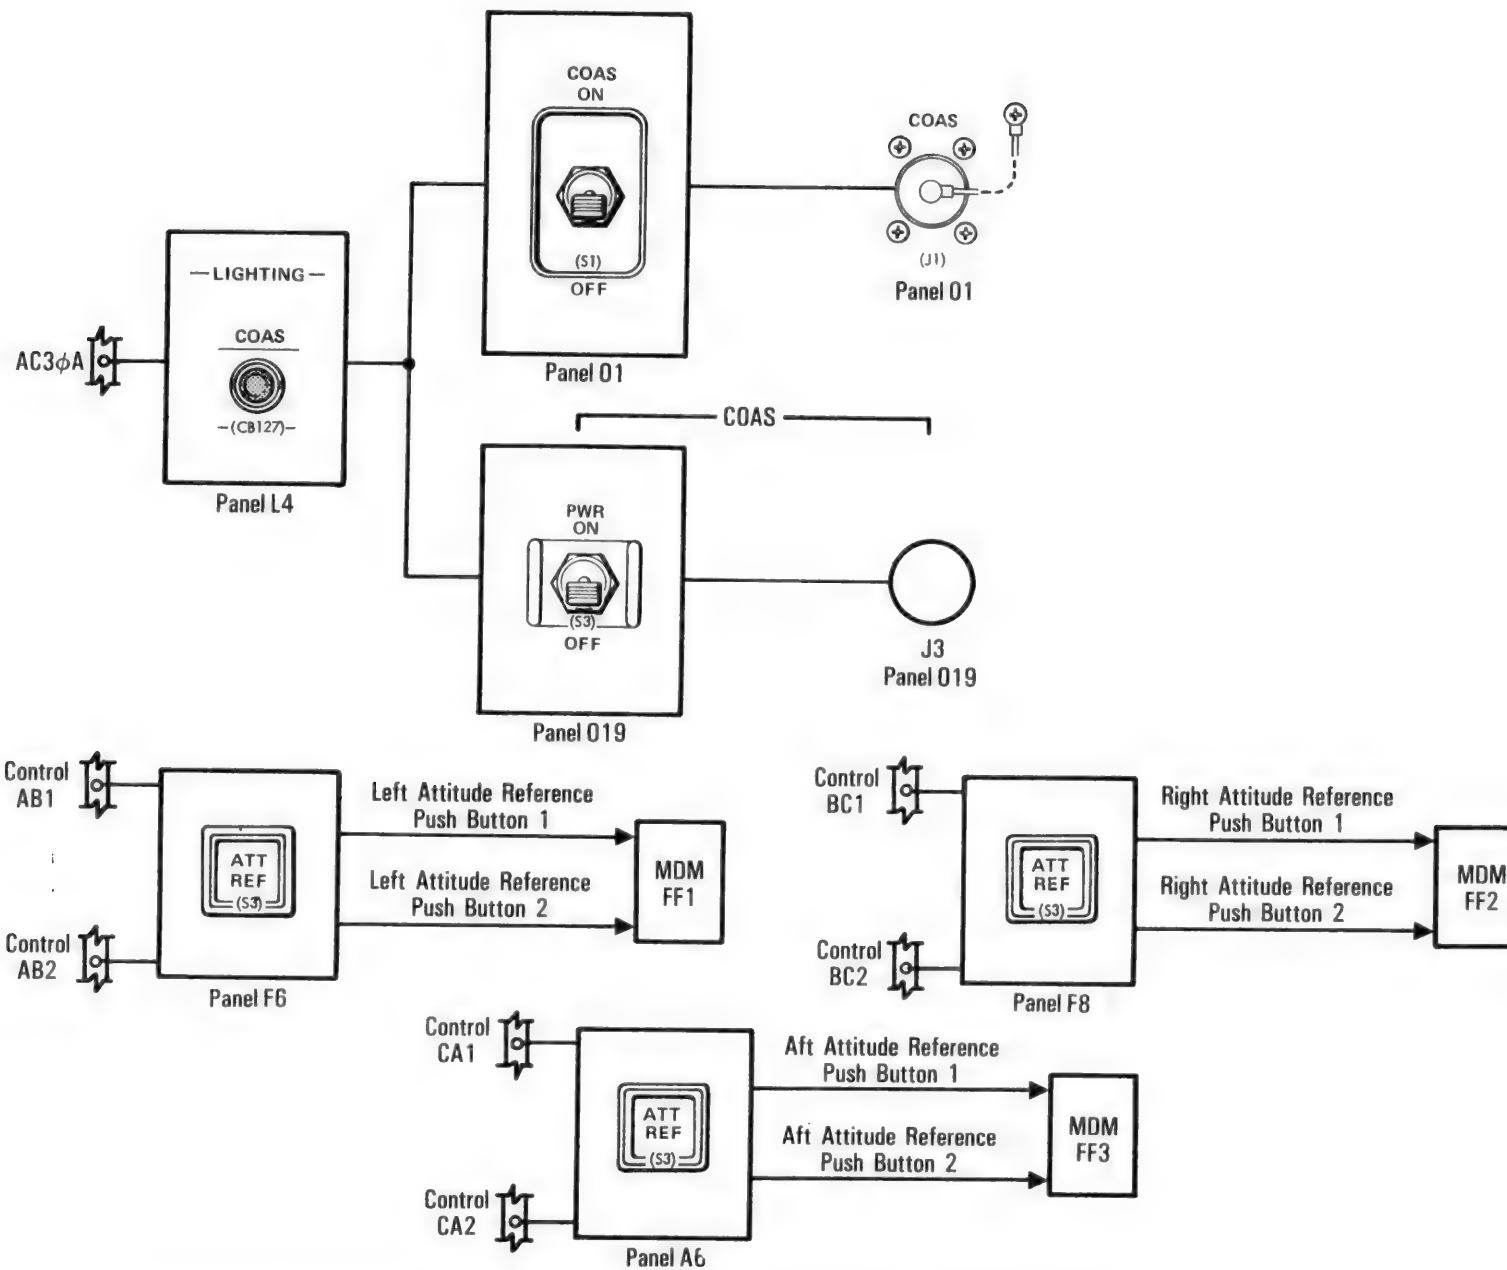 COAS
ON
(S1)
OFF
Panel O1
COAS
(J1)
Panel O1
— LIGHTING —
COAS
–(CB127)–
Panel L4
AC3ϕA
COAS
PWR
ON
(S3)
OFF
Panel O19
J3
Panel O19
Control
AB1
Control
AB2
ATT
REF
(S3)
Panel F6
Left Attitude Reference
Push Button 1
Left Attitude Reference
Push Button 2
MDM
FF1
Control
BC1
Control
BC2
ATT
REF
(S3)
Panel F8
Right Attitude Reference
Push Button 1
Right Attitude Reference
Push Button 2
MDM
FF2
Control
CA1
Control
CA2
ATT
REF
(S3)
Panel A6
Aft Attitude Reference
Push Button 1
Aft Attitude Reference
Push Button 2
MDM
FF3